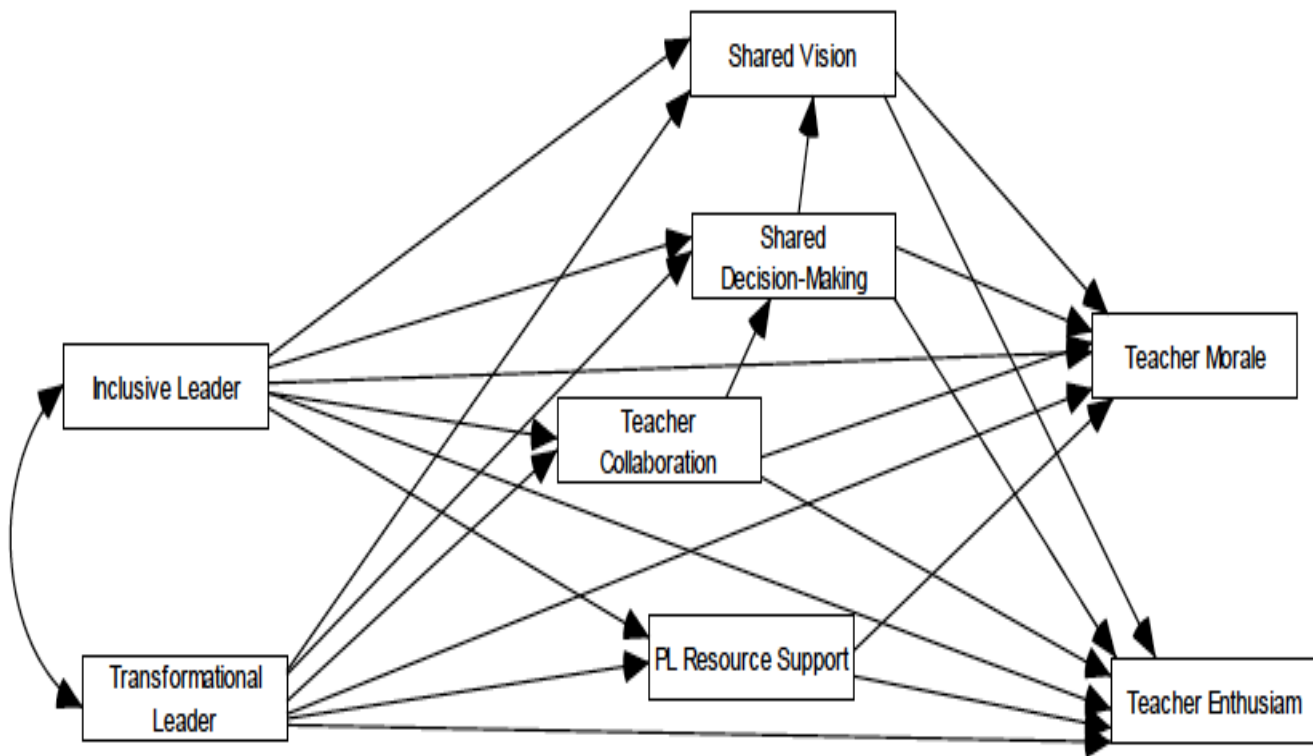 Shared Vision
Shared
Decision-Making
Teacher Morale
Inclusive Leader
Teacher
Collaboration
PL Resource Support
Transformational
Leader
Teacher Enthusiam